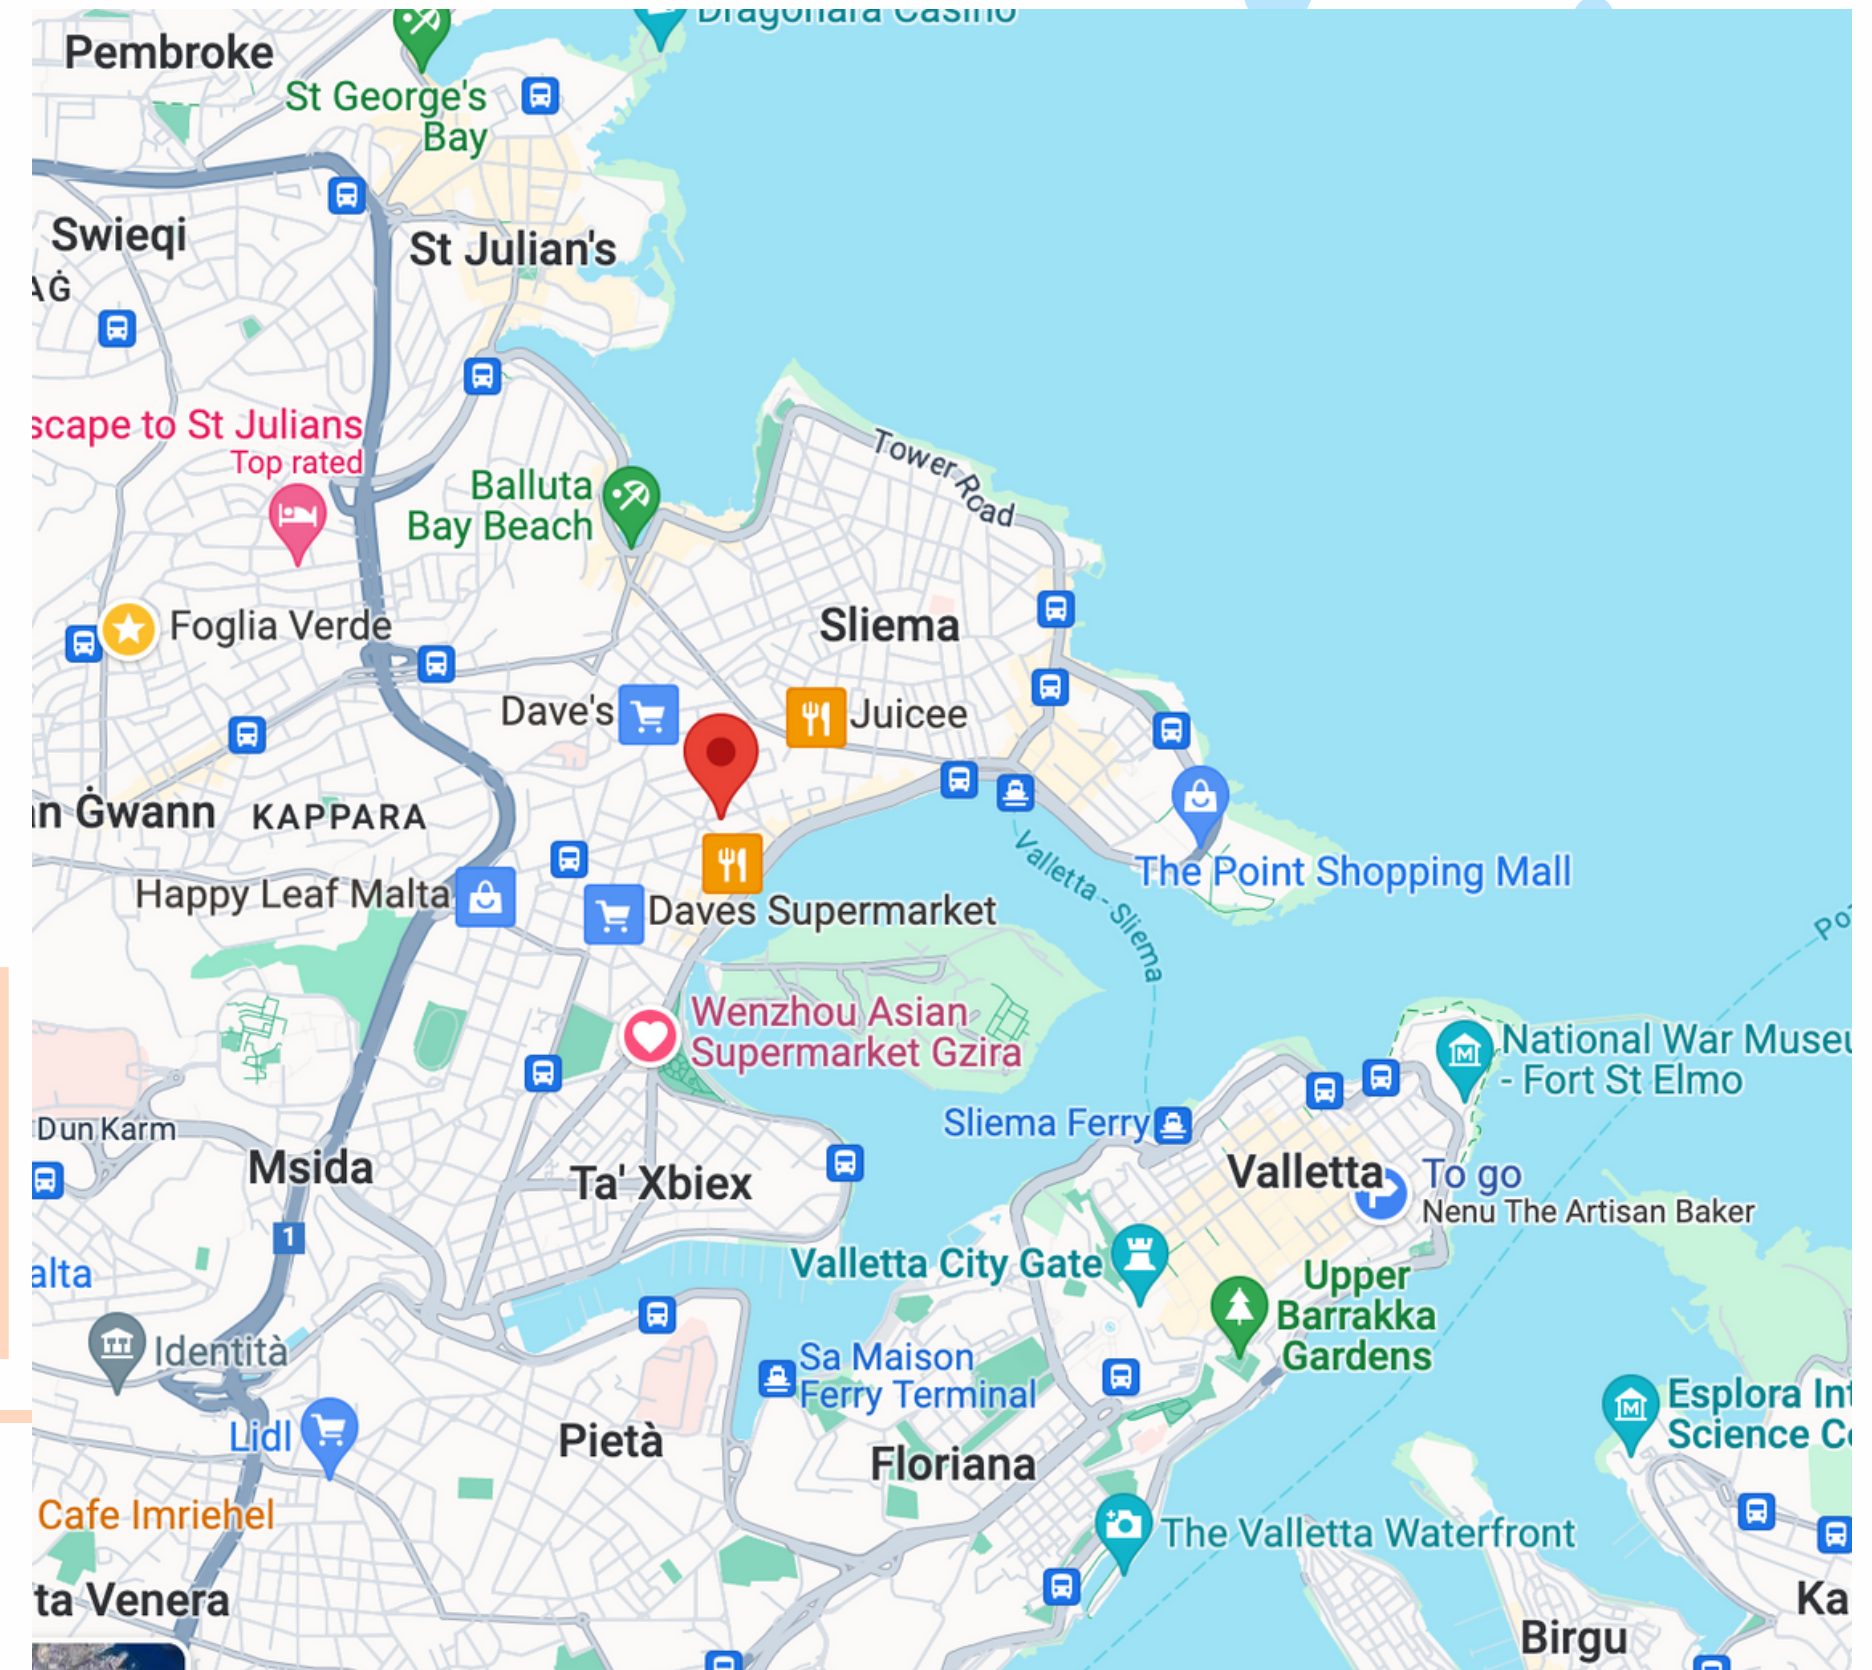 Dragonara Casino
Pembroke
St George's
Bay
Swieqi
St Julian's
AĠ
scape to St Julians
Top rated
Balluta
Bay Beach
Tower Road
Foglia Verde
Sliema
Dave's
Juicee
an Ġwann
KAPPARA
Happy Leaf Malta
Daves Supermarket
Valletta - Sliema
The Point Shopping Mall
Wenzhou Asian
Supermarket Gzira
National War Museu
- Fort St Elmo
Dun Karm
Sliema Ferry
Msida
Ta' Xbiex
Valletta
To go
Nenu The Artisan Baker
1
alta
Valletta City Gate
Upper
Barrakka
Gardens
Identità
Sa Maison
Ferry Terminal
Esplora Int
Science Ce
Lidl
Pietà
Floriana
Cafe Imriehel
The Valletta Waterfront
ta Venera
Ka
Birgu